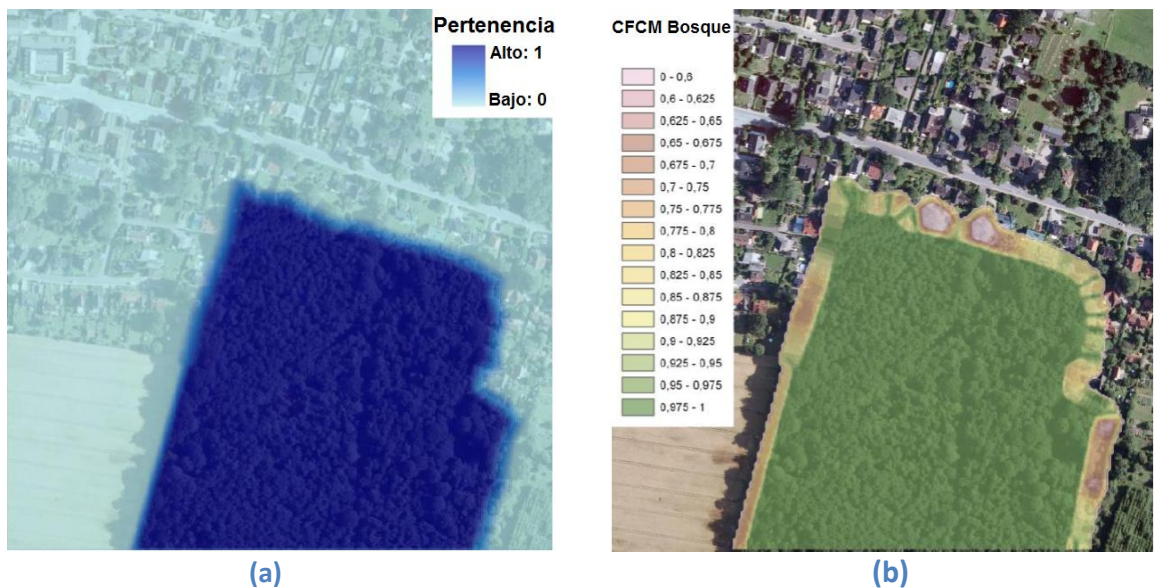 Pertenencia
Alto: 1
Bajo: 0
CFCM Bosque
0 - 0,6
0,6 - 0,625
0,625 - 0,65
0,65 - 0,675
0,675 - 0,7
0,7 - 0,75
0,75 - 0,775
0,775 - 0,8
0,8 - 0,825
0,825 - 0,85
0,85 - 0,875
0,875 - 0,9
0,9 - 0,925
0,925 - 0,95
0,95 - 0,975
0,975 - 1
(a)
(b)